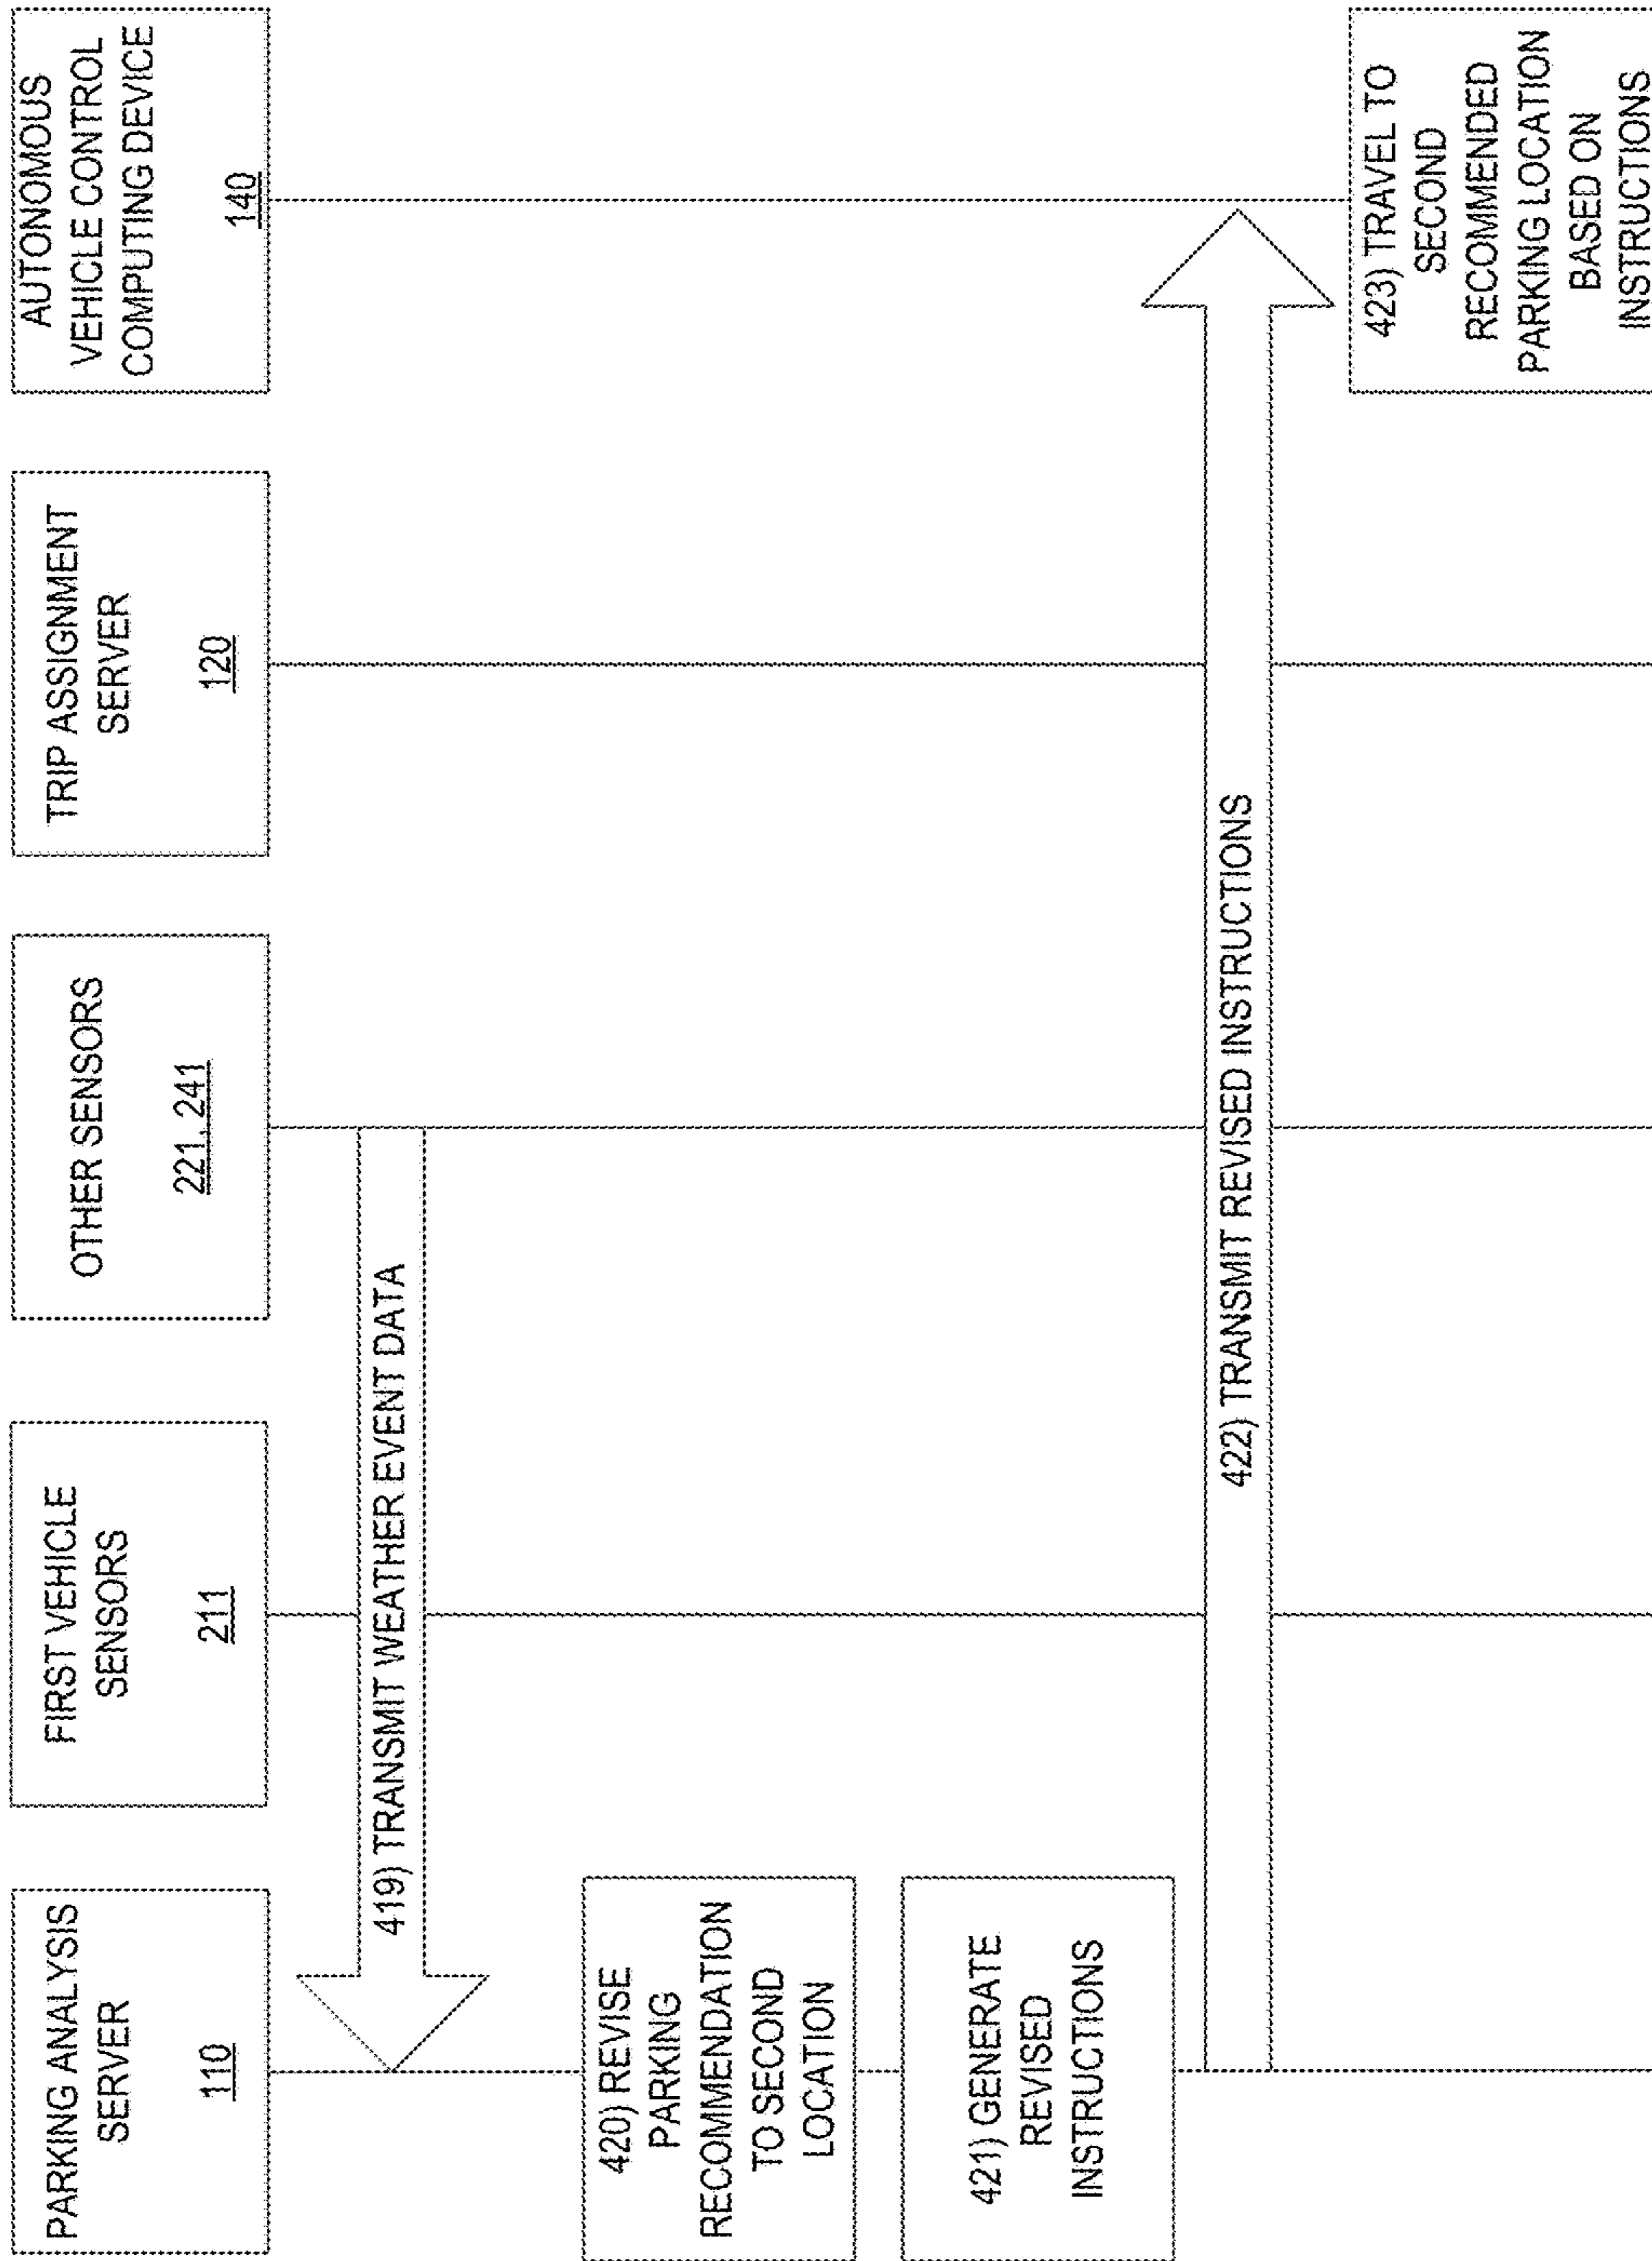 PARKING ANALYSIS
SERVER
110
FIRST VEHICLE
SENSORS
211
OTHER SENSORS
221, 241
TRIP ASSIGNMENT
SERVER
120
AUTONOMOUS
VEHICLE CONTROL
COMPUTING DEVICE
140
419) TRANSMIT WEATHER EVENT DATA
420) REVISE
PARKING
RECOMMENDATION
TO SECOND
LOCATION
421) GENERATE
REVISED
INSTRUCTIONS
422) TRANSMIT REVISED INSTRUCTIONS
423) TRAVEL TO
SECOND
RECOMMENDED
PARKING LOCATION
BASED ON
INSTRUCTIONS